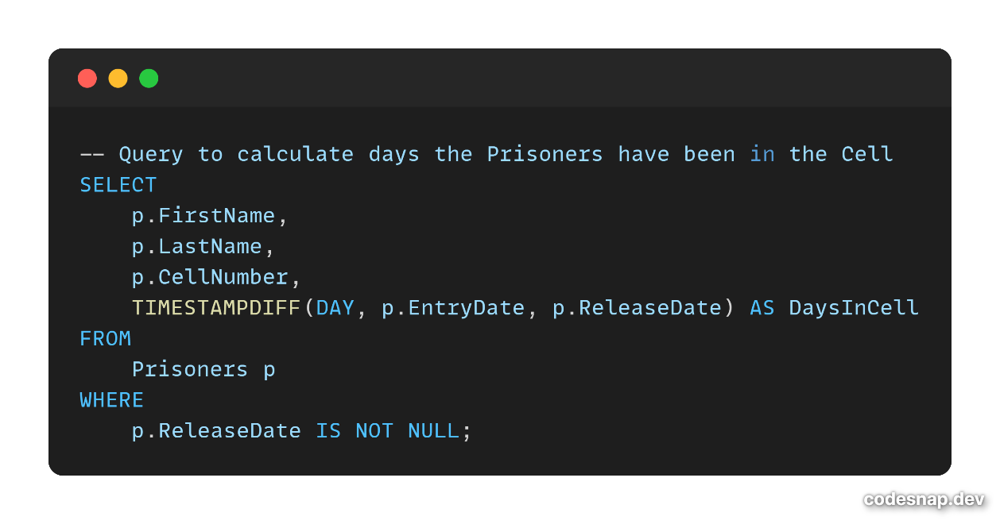 -- Query to calculate days the Prisoners have been in the Cell
SELECT
    p.FirstName,
    p.LastName,
    p.CellNumber,
    TIMESTAMPDIFF(DAY, p.EntryDate, p.ReleaseDate) AS DaysInCell
FROM
    Prisoners p
WHERE
    p.ReleaseDate IS NOT NULL;
codesnap.dev